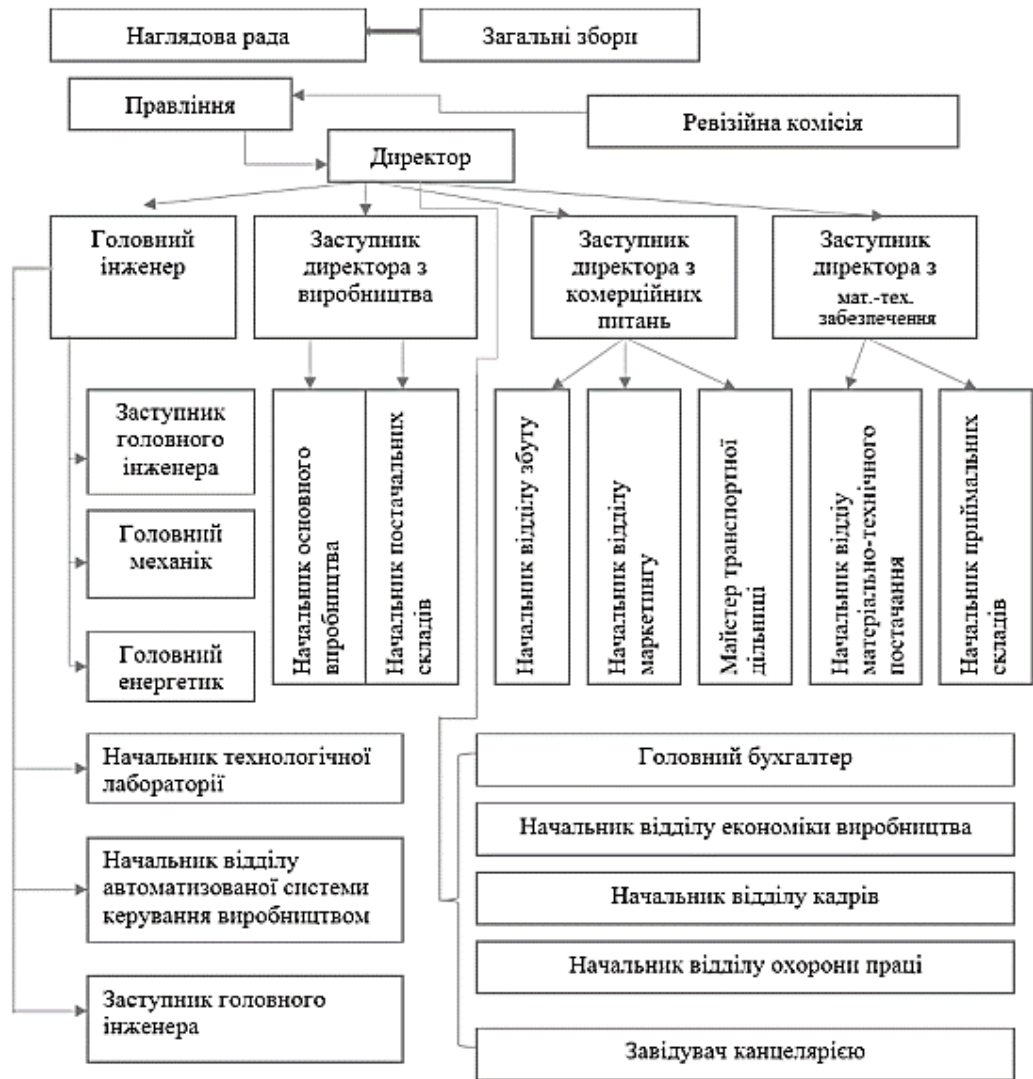 Наглядова рада
Загальні збори
Правління
Ревізійна комісія
Директор
Головний
інженер
Заступник
директора з
виробництва
Заступник
директора з
комерційних
питань
Заступник
директора з
мат.-тех.
забезпечення
Заступник
головного
інженера
Головний
механік
Головний
енергетик
Начальник основного
виробництва
Начальник постачальних
складів
Начальник відділу збуту
Начальник відділу
маркетингу
Майстер транспортної
дільниці
Начальник відділу
матеріально-технічного
постачання
Начальник приймальних
складів
Начальник технологічної
лабораторії
Начальник відділу
автоматизованої системи
керування виробництвом
Заступник головного
інженера
Головний бухгалтер
Начальник відділу економіки виробництва
Начальник відділу кадрів
Начальник відділу охорони праці
Завідувач канцелярією